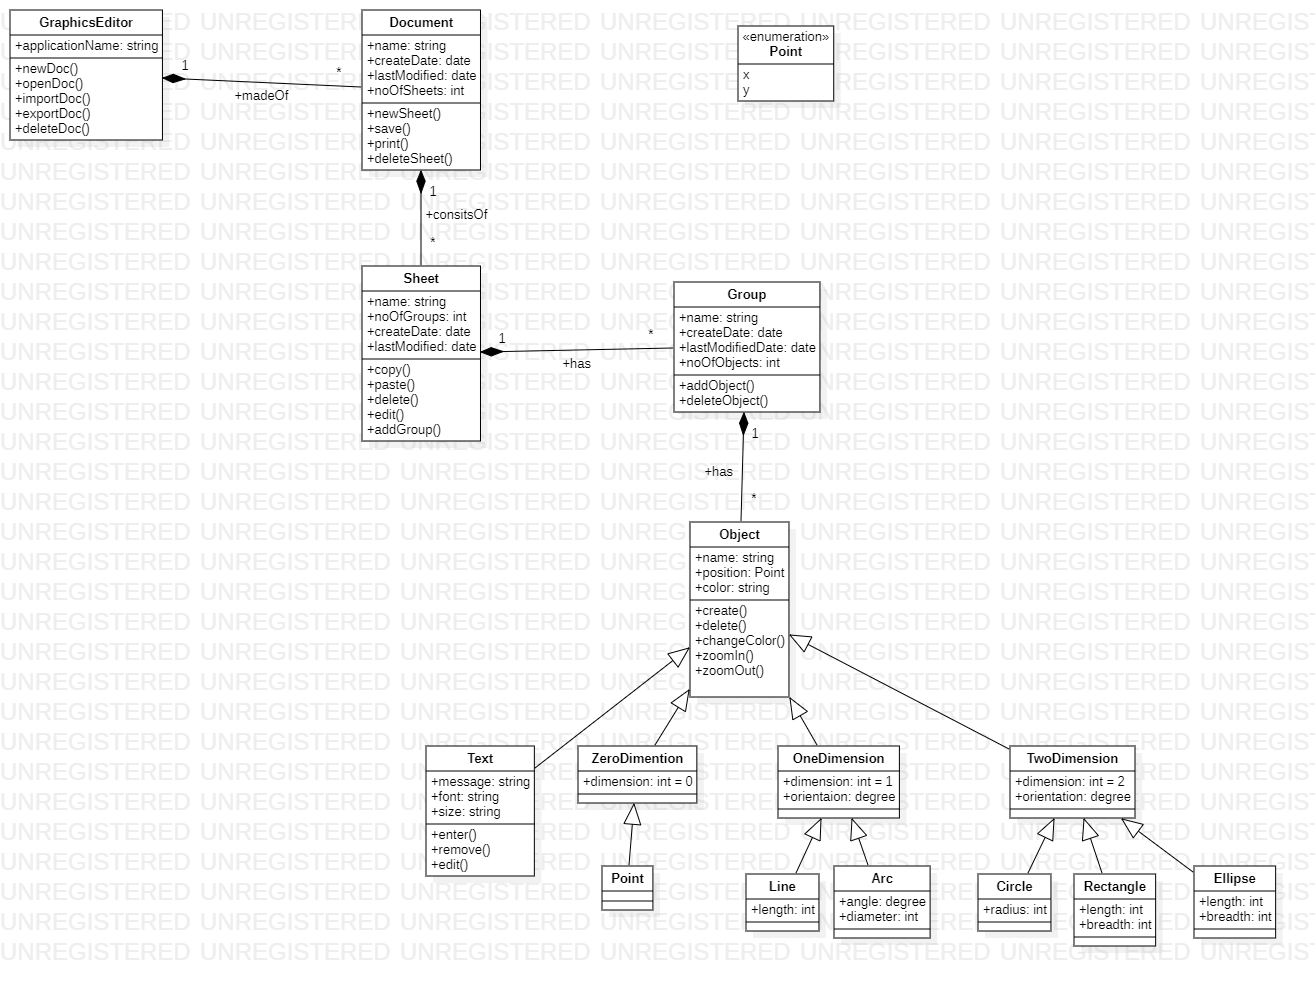 GraphicsEditor
+applicationName: string
+newDoc()
+openDoc()
+importDoc()
+exportDoc()
+deleteDoc()
1
*
+madeOf
Document
+name: string
+createDate: date
+lastModified: date
+noOfSheets: int
+newSheet()
+save()
+print()
+deleteSheet()
«enumeration»
Point
x
y
1
+consitsOf
*
Sheet
+name: string
+noOfGroups: int
+createDate: date
+lastModified: date
+copy()
+paste()
+delete()
+edit()
+addGroup()
1
*
+has
Group
+name: string
+createDate: date
+lastModifiedDate: date
+noOfObjects: int
+addObject()
+deleteObject()
1
+has
*
Object
+name: string
+position: Point
+color: string
+create()
+delete()
+changeColor()
+zoomIn()
+zoomOut()
Text
+message: string
+font: string
+size: string
+enter()
+remove()
+edit()
ZeroDimention
+dimension: int = 0
OneDimension
+dimension: int = 1
+orientaion: degree
TwoDimension
+dimension: int = 2
+orientation: degree
Point
Line
+length: int
Arc
+angle: degree
+diameter: int
Circle
+radius: int
Rectangle
+length: int
+breadth: int
Ellipse
+length: int
+breadth: int
UNREGISTERED